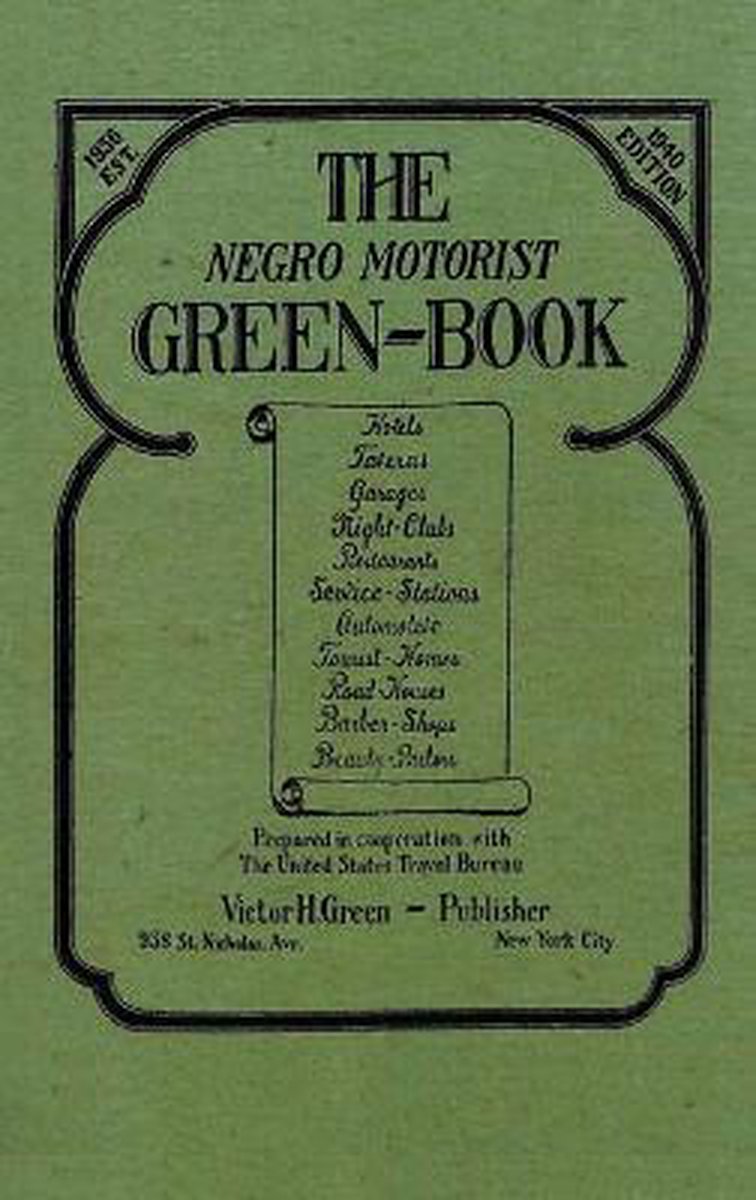 1936
EST.
1940
EDITION
THE
NEGRO MOTORIST
GREEN-BOOK
Hotels
Taverns
Garages
Night-Clubs
Restaurants
Service-Stations
Automotive
Tourist-Homes
Road-Houses
Barber-Shops
Beauty-Parlors
Prepared in cooperation with
The United States Travel Bureau
Victor H. Green - Publisher
938 St. Nicholas Ave. New York City